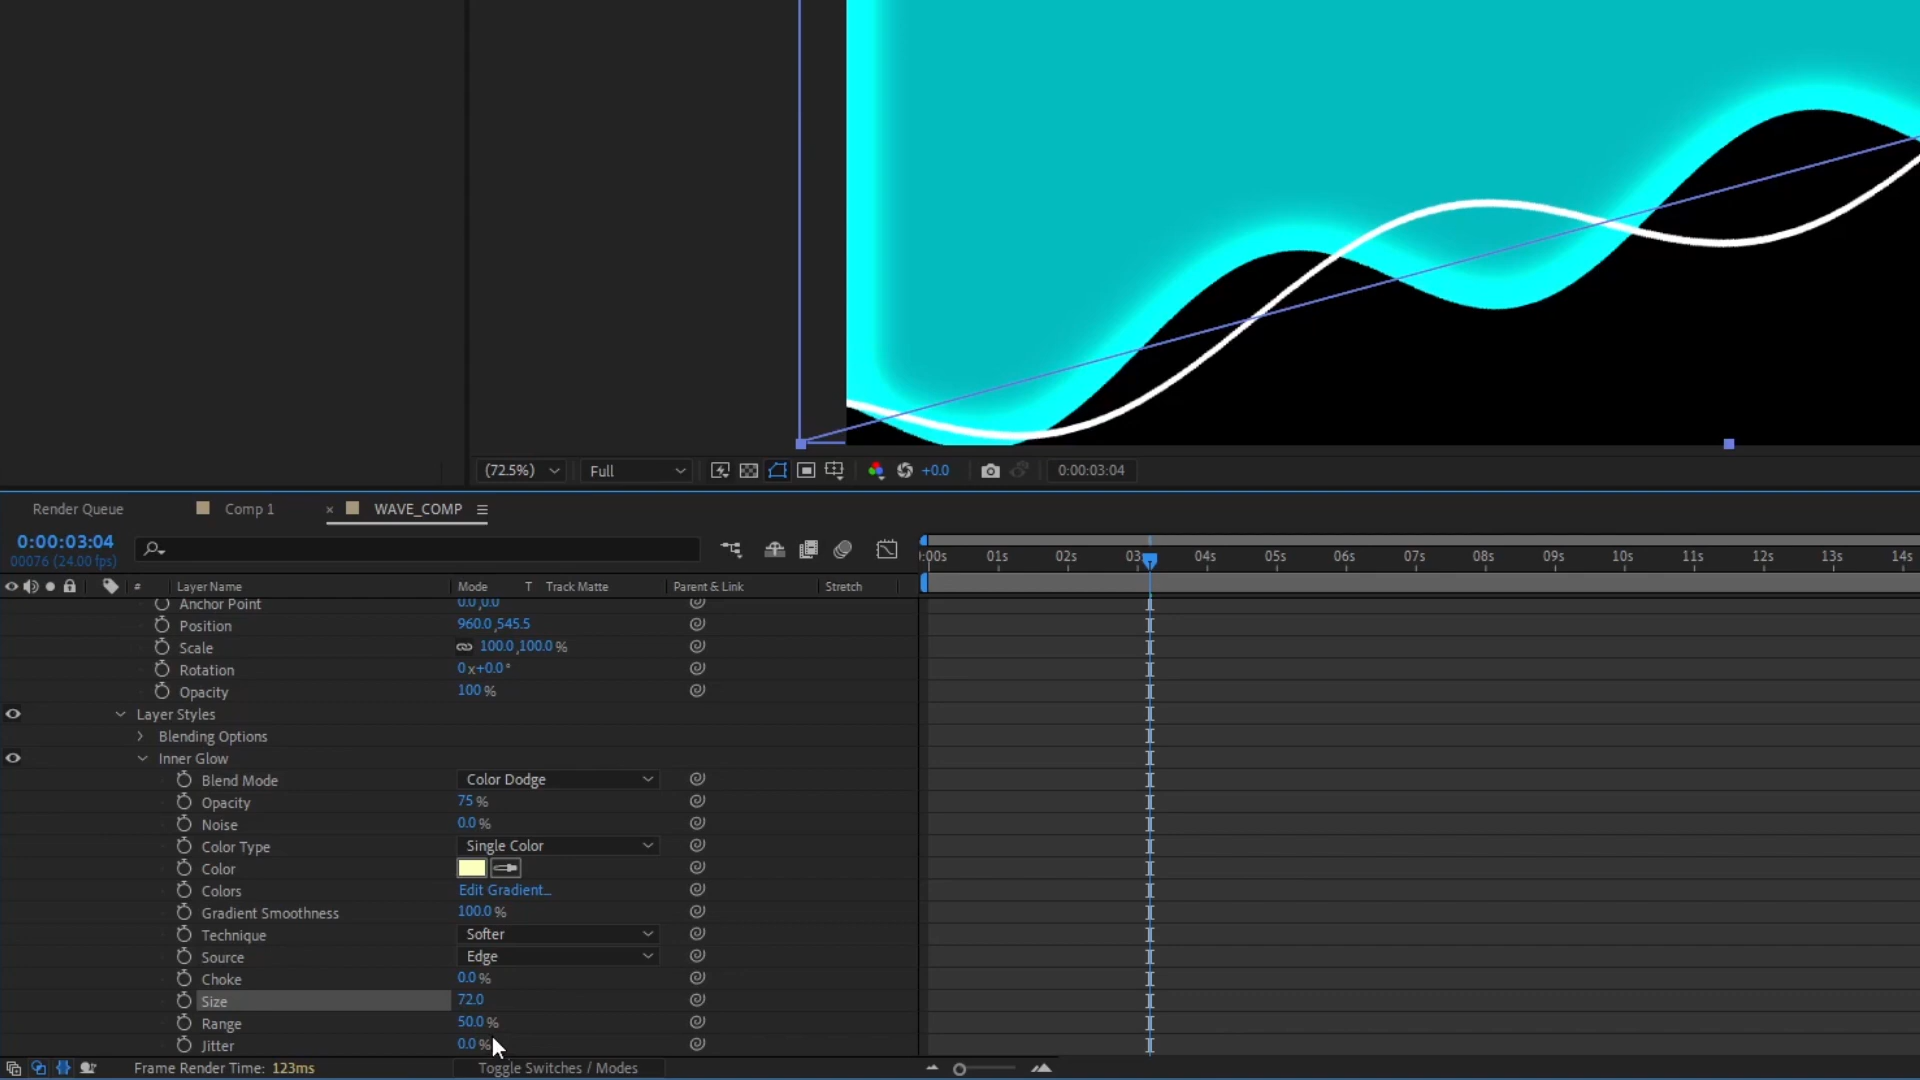 (72.5%) Full +0.0 0:00:03:04
Render Queue Comp 1 × WAVE_COMP
0:00:03:04
00076 (24.00 fps)
:00s 01s 02s 03 04s 05s 06s 07s 08s 09s 10s 11s 12s 13s 14s
# Layer Name Mode T Track Matte Parent & Link Stretch
Anchor Point 0.0,0.0
Position 960.0,545.5
Scale 100.0,100.0 %
Rotation 0x+0.0°
Opacity 100 %
Layer Styles
Blending Options
Inner Glow
Blend Mode Color Dodge
Opacity 75 %
Noise 0.0 %
Color Type Single Color
Color
Colors Edit Gradient...
Gradient Smoothness 100.0 %
Technique Softer
Source Edge
Choke 0.0 %
Size 72.0
Range 50.0 %
Jitter 0.0 %
Frame Render Time: 123ms Toggle Switches / Modes